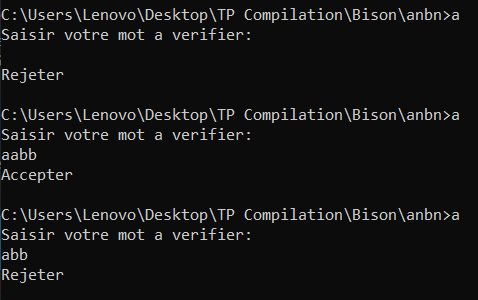 C:\Users\Lenovo\Desktop\TP Compilation\Bison\anbn>a
Saisir votre mot a verifier:
Rejeter
C:\Users\Lenovo\Desktop\TP Compilation\Bison\anbn>a
Saisir votre mot a verifier:
aabb
Accepter
C:\Users\Lenovo\Desktop\TP Compilation\Bison\anbn>a
Saisir votre mot a verifier:
abb
Rejeter